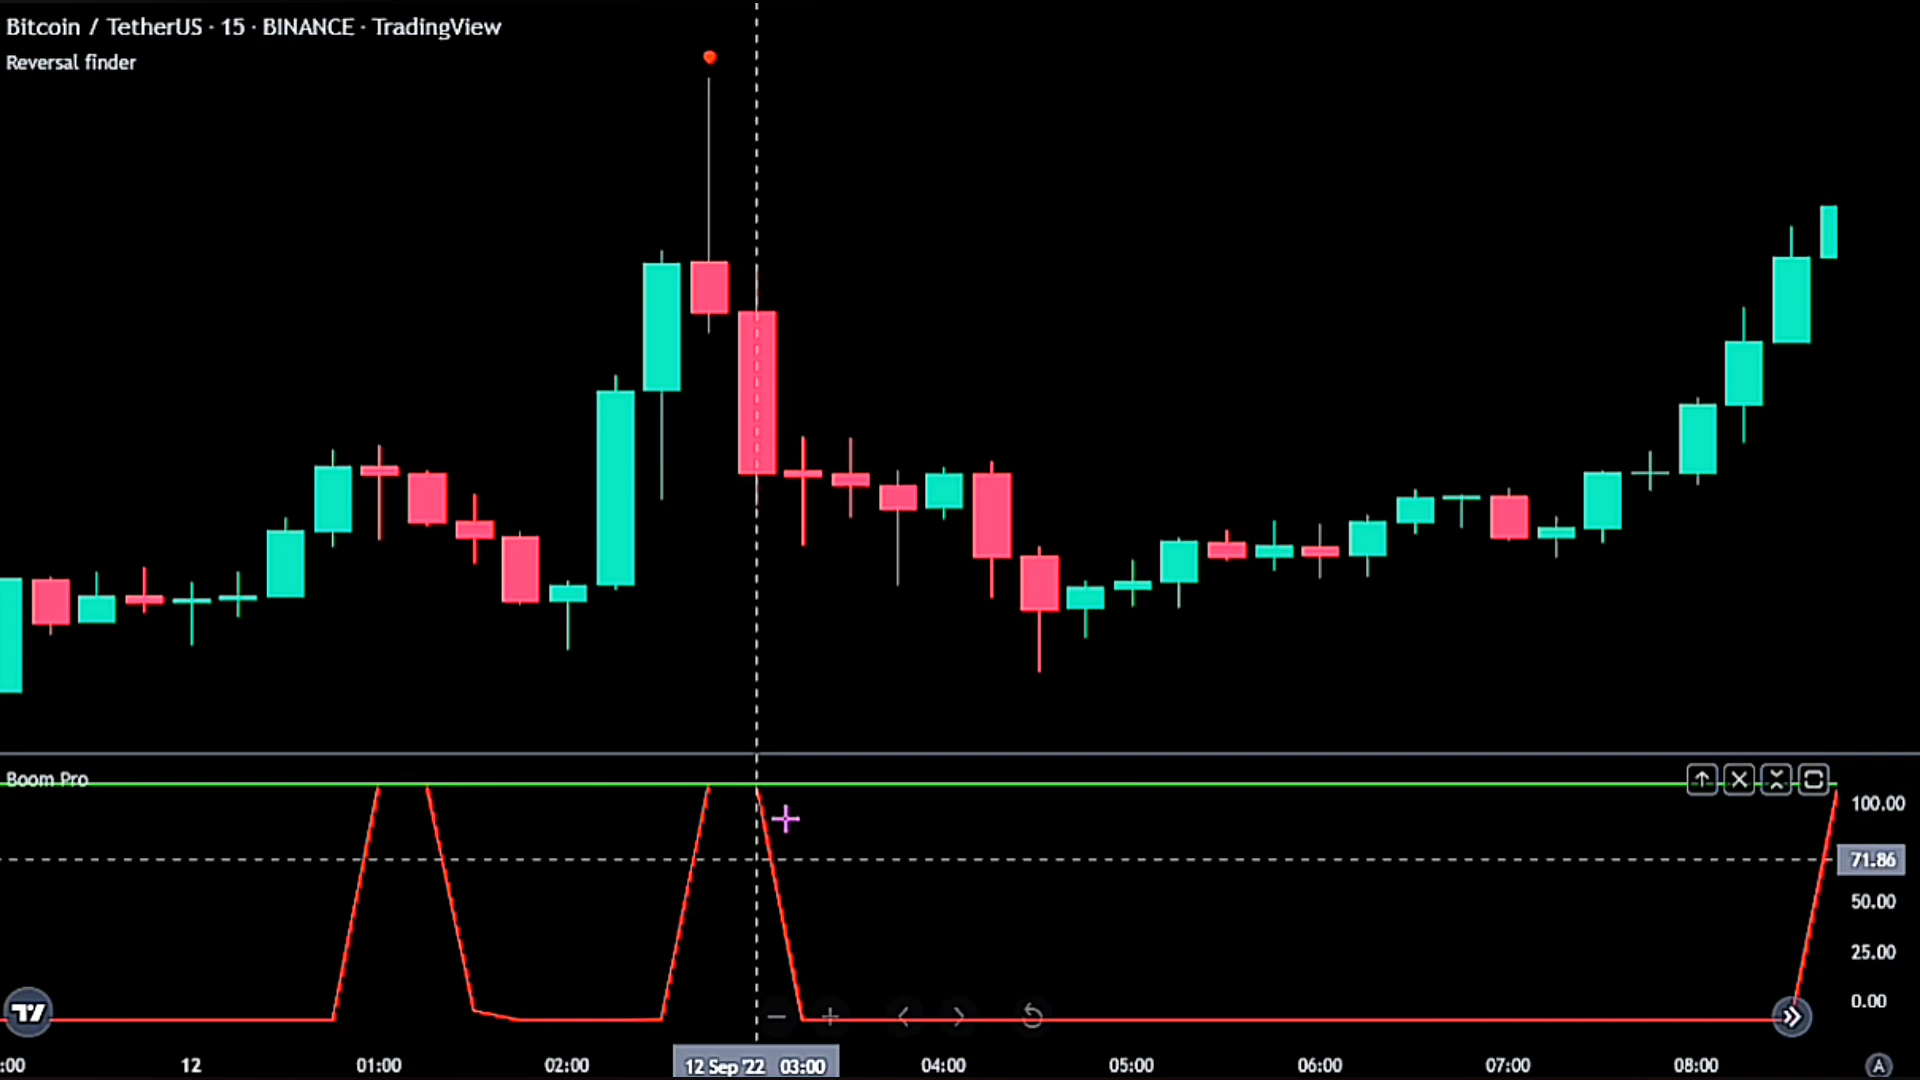 Bitcoin / TetherUS · 15 · BINANCE · TradingView
Reversal finder
Boom Pro
100.00
71.86
50.00
25.00
0.00
:00 12 01:00 02:00 12 Sep '22 03:00 04:00 05:00 06:00 07:00 08:00 A